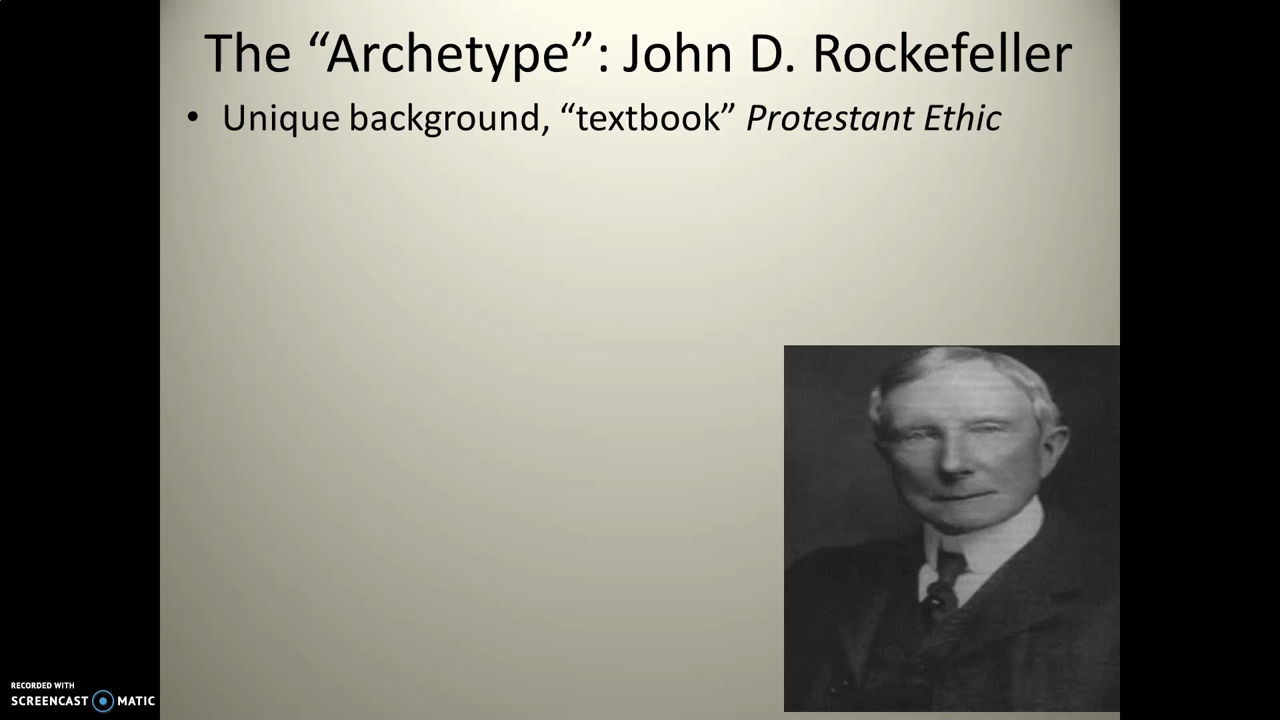 The “Archetype”: John D. Rockefeller
• Unique background, “textbook” Protestant Ethic
RECORDED WITH
SCREENCAST MATIC